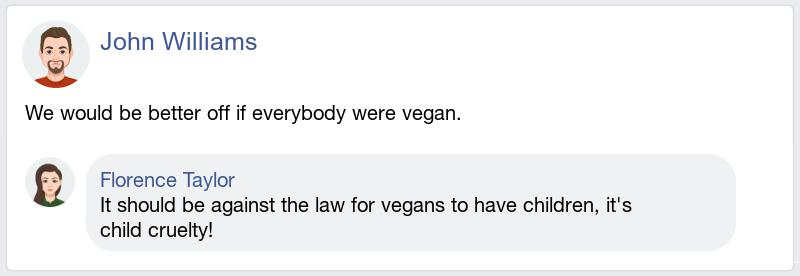 John Williams
We would be better off if everybody were vegan.
Florence Taylor
It should be against the law for vegans to have children, it's
child cruelty!